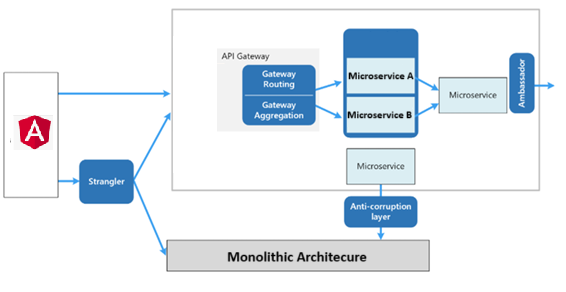 API Gateway
Gateway
Routing
Gateway
Aggregation
Microservice A
Microservice B
Microservice
Ambassador
A
Strangler
Microservice
Anti-corruption
layer
Monolithic Architecure